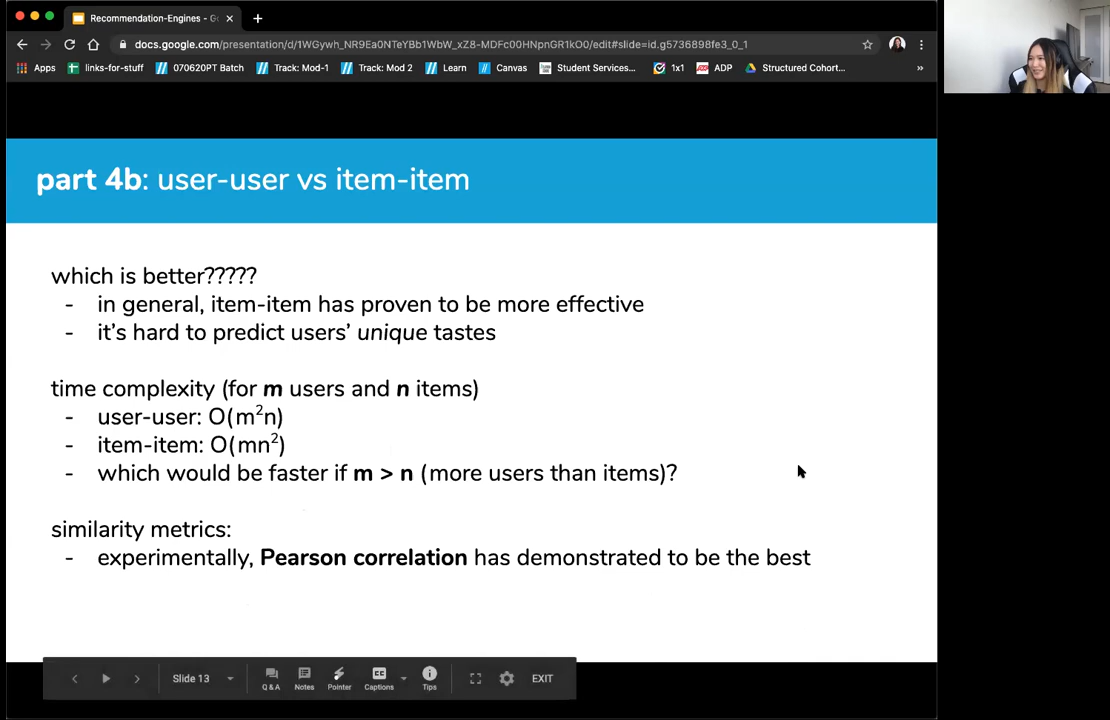 Recommendation-Engines - Go
docs.google.com/presentation/d/1WGywh_NR9Ea0NTeYBb1WbW_xZ8-MDFc00HNpnGR1kO0/edit#slide=id.g5736898fe3_0_1
Apps links-for-stuff 070620PT Batch Track: Mod-1 Track: Mod 2 Learn Canvas Student Services... 1x1 ADP Structured Cohort... »
part 4b: user-user vs item-item
which is better?????
- in general, item-item has proven to be more effective
- it's hard to predict users' unique tastes
time complexity (for m users and n items)
- user-user: O(m²n)
- item-item: O(mn²)
- which would be faster if m > n (more users than items)?
similarity metrics:
- experimentally, Pearson correlation has demonstrated to be the best
Slide 13 Q&A Notes Pointer Captions Tips EXIT